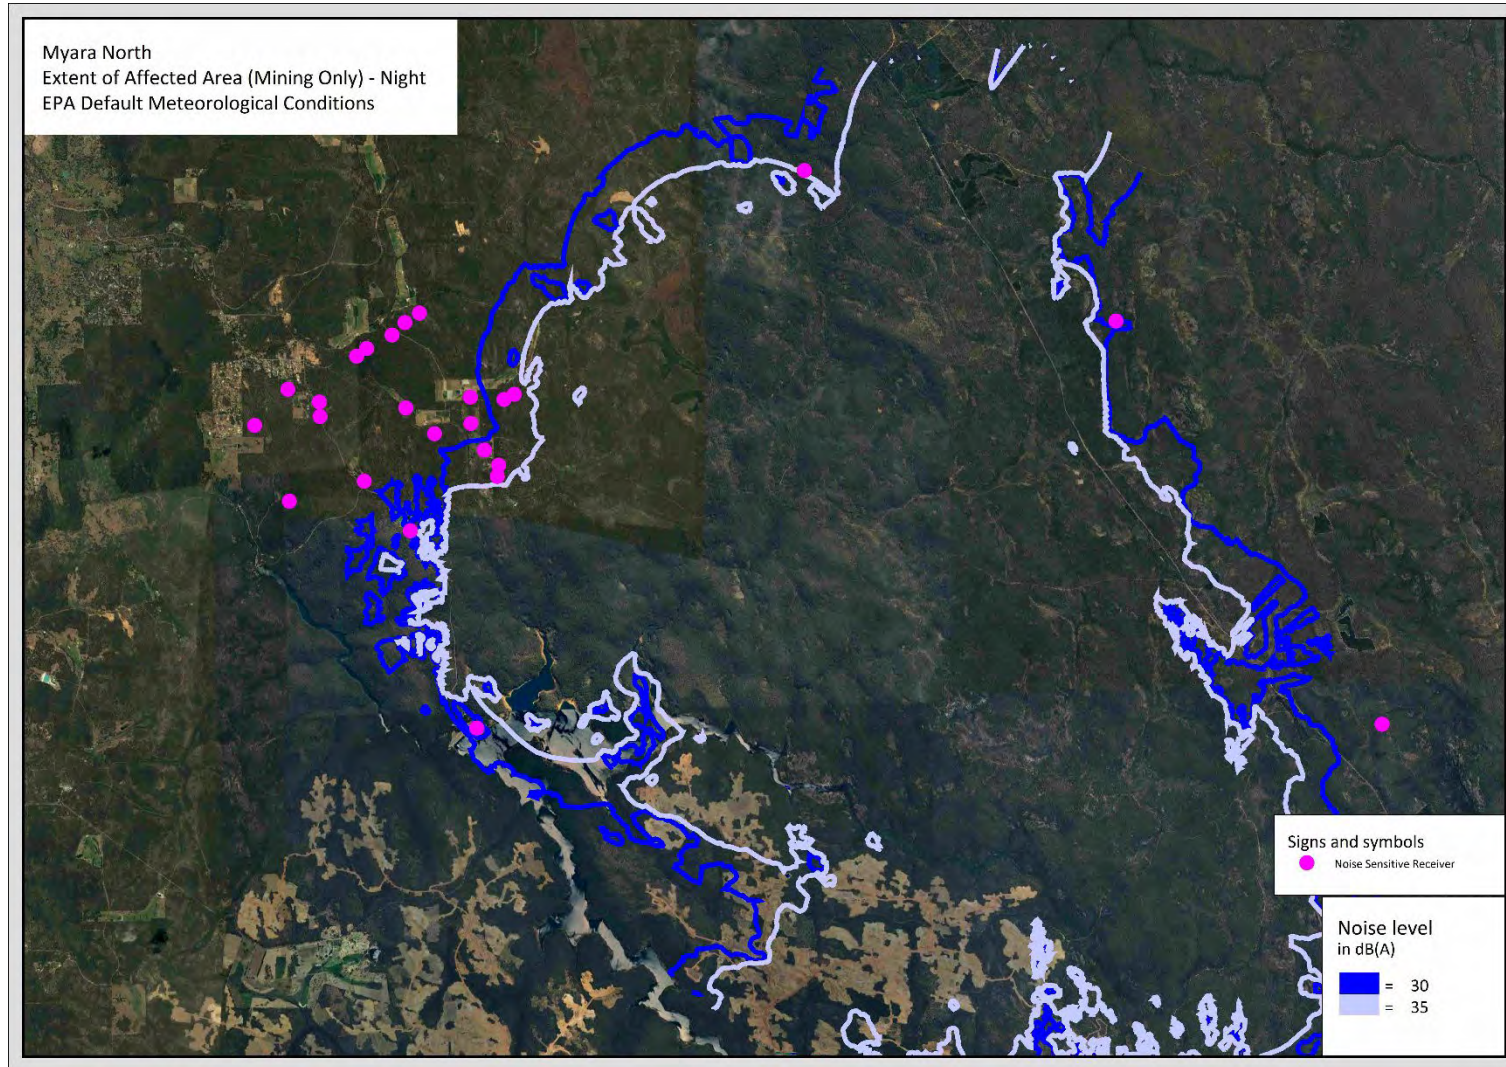 Myara North
Extent of Affected Area (Mining Only) - Night
EPA Default Meteorological Conditions
Signs and symbols
Noise Sensitive Receiver
Noise level
in dB(A)
= 30
= 35